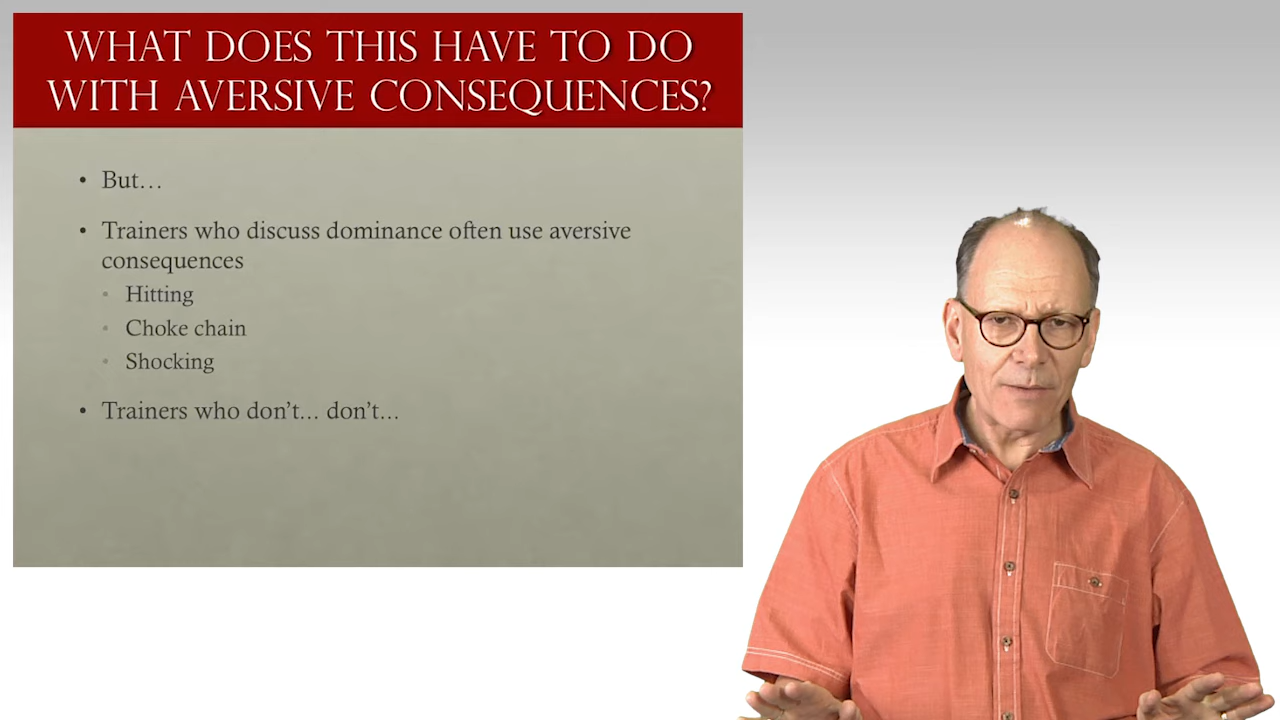 WHAT DOES THIS HAVE TO DO
WITH AVERSIVE CONSEQUENCES?
• But…
• Trainers who discuss dominance often use aversive
consequences
• Hitting
• Choke chain
• Shocking
• Trainers who don’t... don’t...